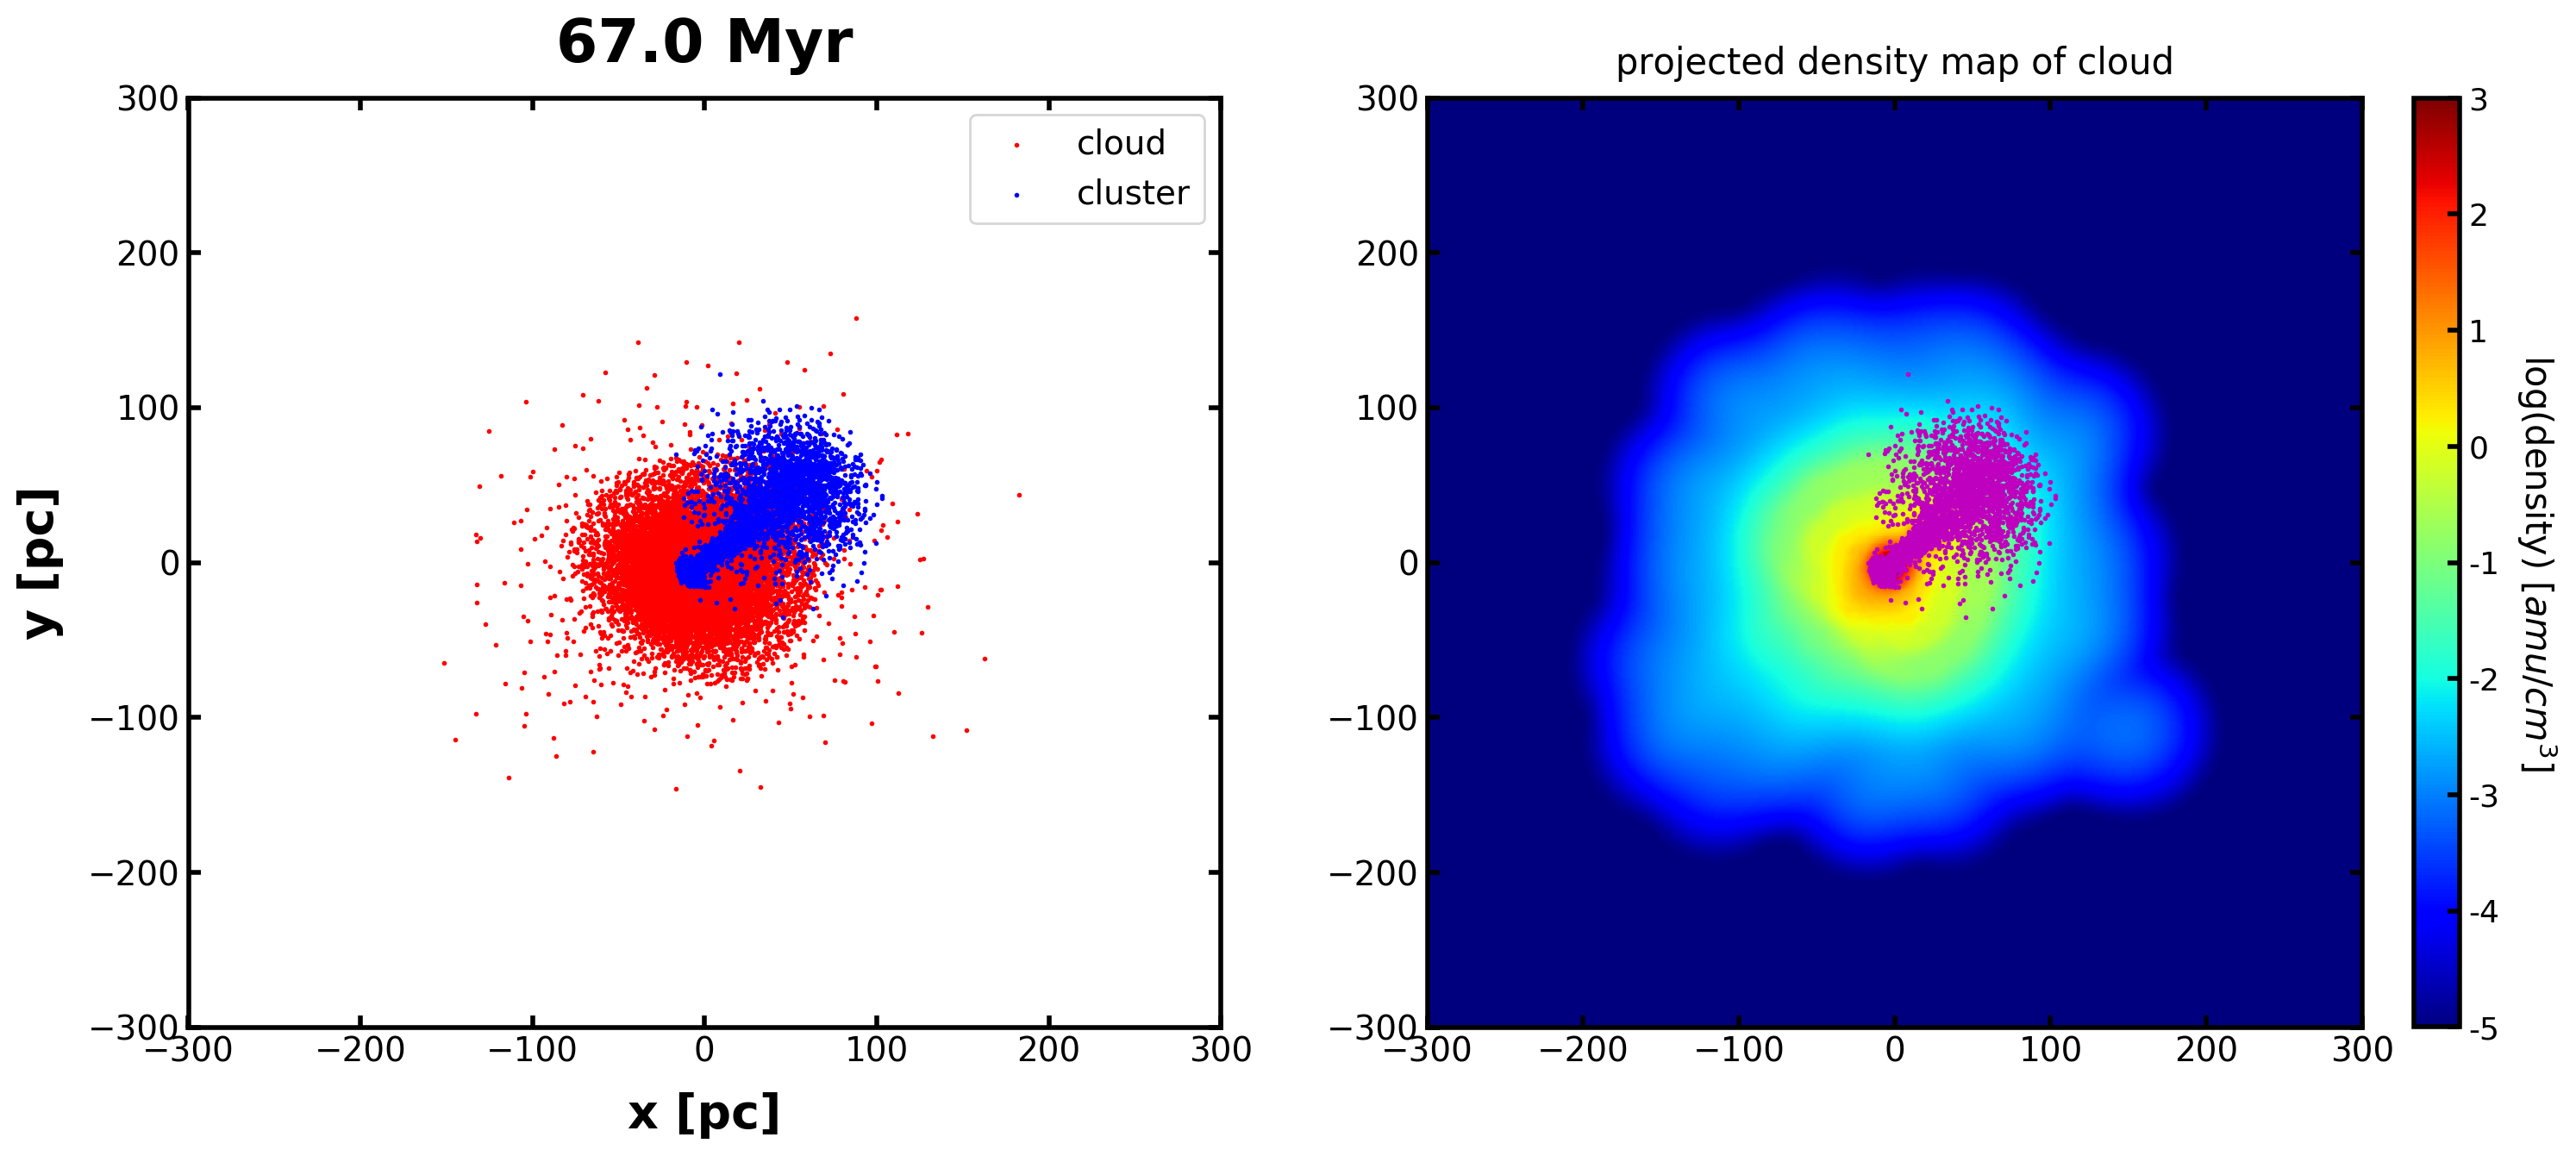 67.0 Myr
projected density map of cloud
cloud
cluster
300
200
100
0
−100
−200
−300
−300 −200 −100 0 100 200 300
x [pc]
y [pc]
300
200
100
0
−100
−200
−300
−300 −200 −100 0 100 200 300
3
2
1
0
-1
-2
-3
-4
-5
log(density) [amu/cm³]